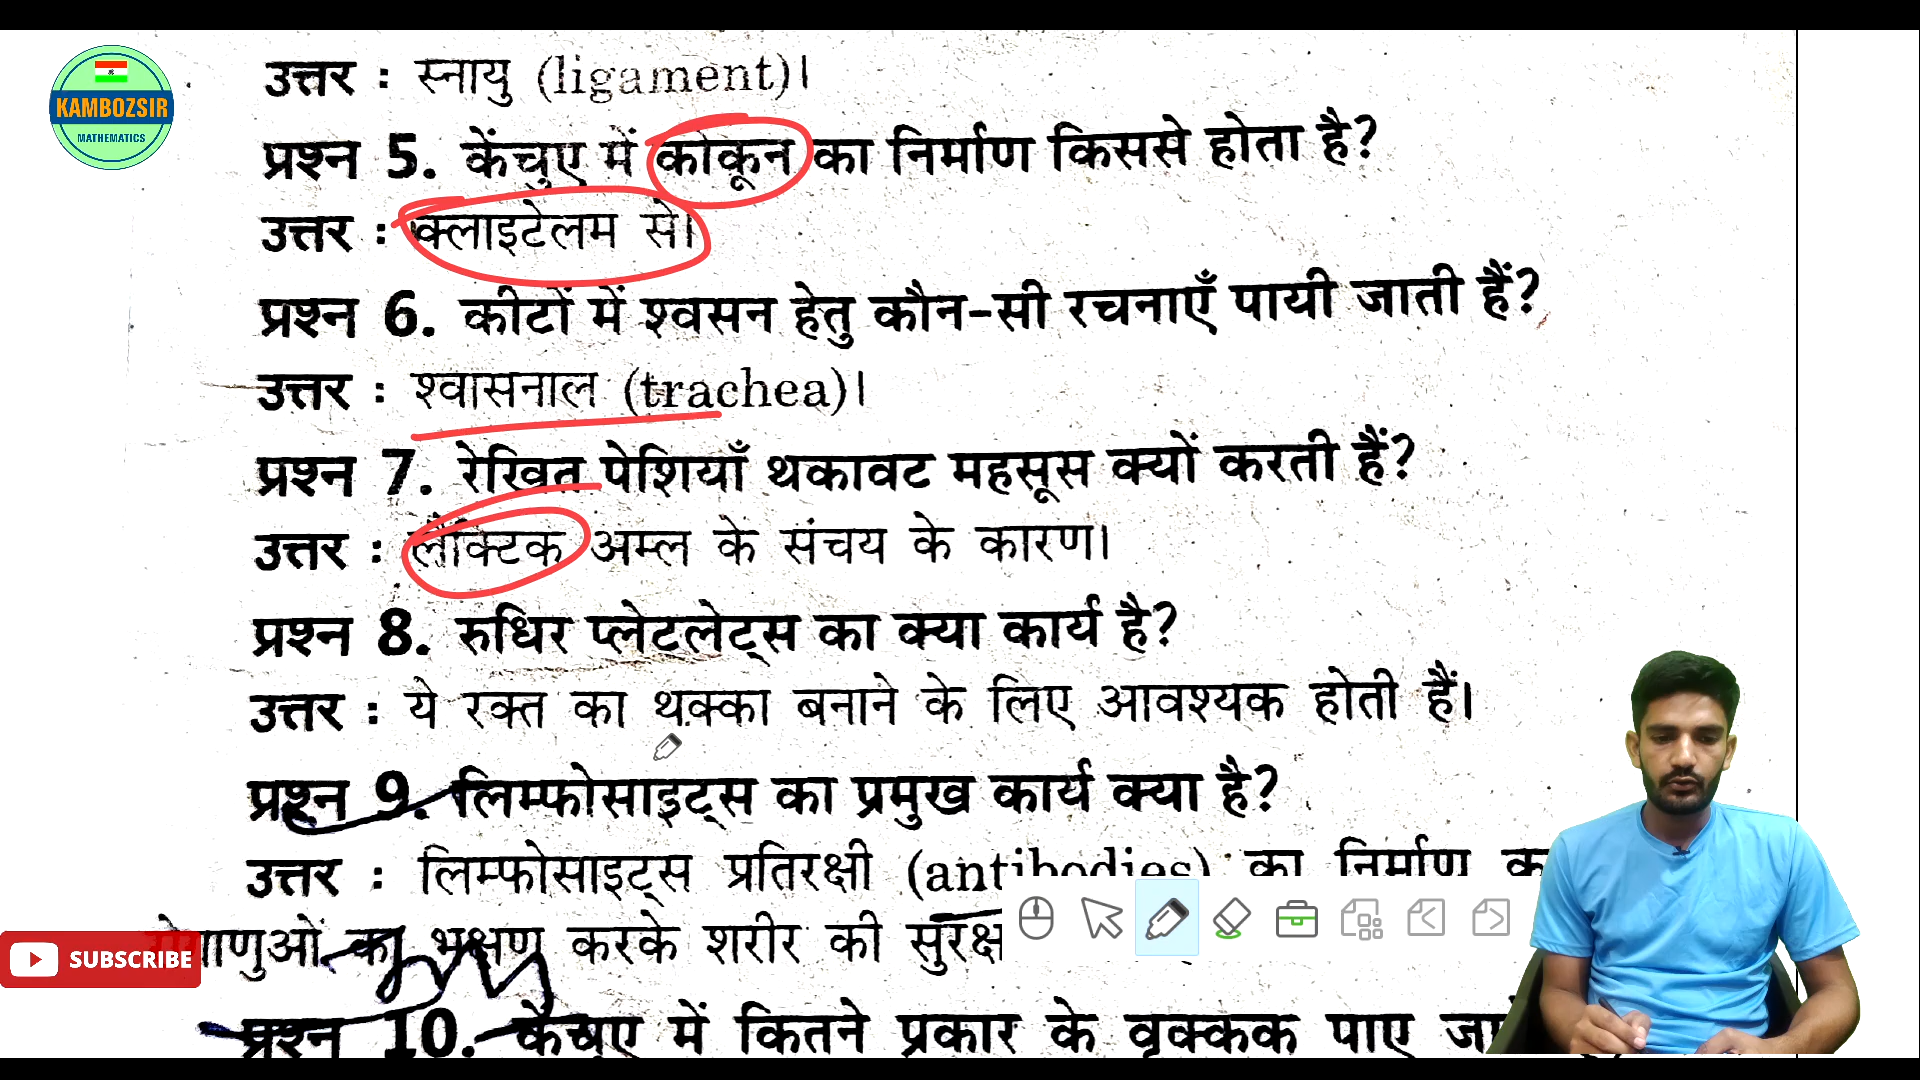 KAMBOZSIR
MATHEMATICS
उत्तर : स्नायु (ligament)।
प्रश्न 5. केंचुए में कोकून का निर्माण किससे होता है?
उत्तर : क्लाइटेलम से।
प्रश्न 6. कीटों में श्वसन हेतु कौन-सी रचनाएँ पायी जाती हैं?
उत्तर : श्वासनाल (trachea)।
प्रश्न 7. रेखित पेशियाँ थकावट महसूस क्यों करती हैं?
उत्तर : लैक्टिक अम्ल के संचय के कारण।
प्रश्न 8. रुधिर प्लेटलेट्स का क्या कार्य है?
उत्तर : ये रक्त का थक्का बनाने के लिए आवश्यक होती हैं।
प्रश्न 9. लिम्फोसाइट्स का प्रमुख कार्य क्या है?
उत्तर : लिम्फोसाइट्स प्रतिरक्षी (antibodies) का निर्माण
का भक्षण करके शरीर की
SUBSCRIBE
प्रश्न 10. केंचुए में कितने प्रकार के वृक्कक पाए